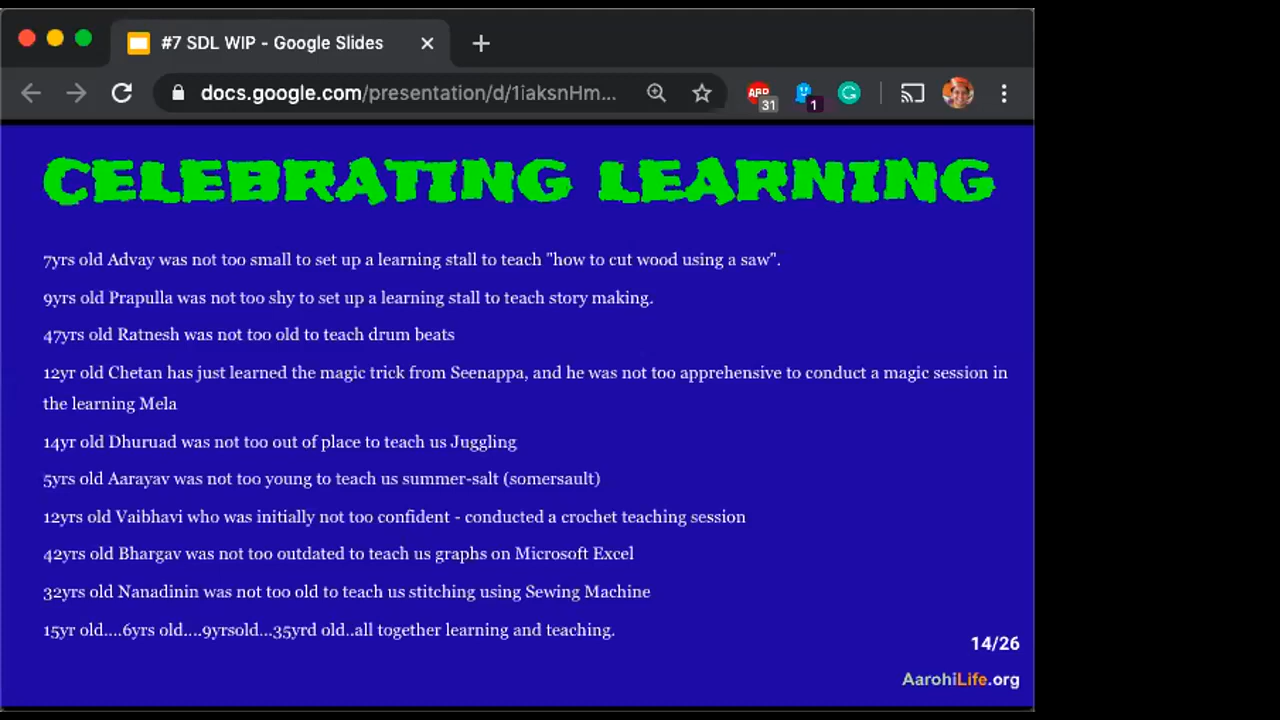 #7 SDL WIP - Google Slides
docs.google.com/presentation/d/1iaksnHm...
ABP
31
1
CELEBRATING LEARNING
7yrs old Advay was not too small to set up a learning stall to teach "how to cut wood using a saw".
9yrs old Prapulla was not too shy to set up a learning stall to teach story making.
47yrs old Ratnesh was not too old to teach drum beats
12yr old Chetan has just learned the magic trick from Seenappa, and he was not too apprehensive to conduct a magic session in
the learning Mela
14yr old Dhuruad was not too out of place to teach us Juggling
5yrs old Aarayav was not too young to teach us summer-salt (somersault)
12yrs old Vaibhavi who was initially not too confident - conducted a crochet teaching session
42yrs old Bhargav was not too outdated to teach us graphs on Microsoft Excel
32yrs old Nanadinin was not too old to teach us stitching using Sewing Machine
15yr old....6yrs old....9yrsold...35yrd old..all together learning and teaching.
14/26
AarohiLife.org